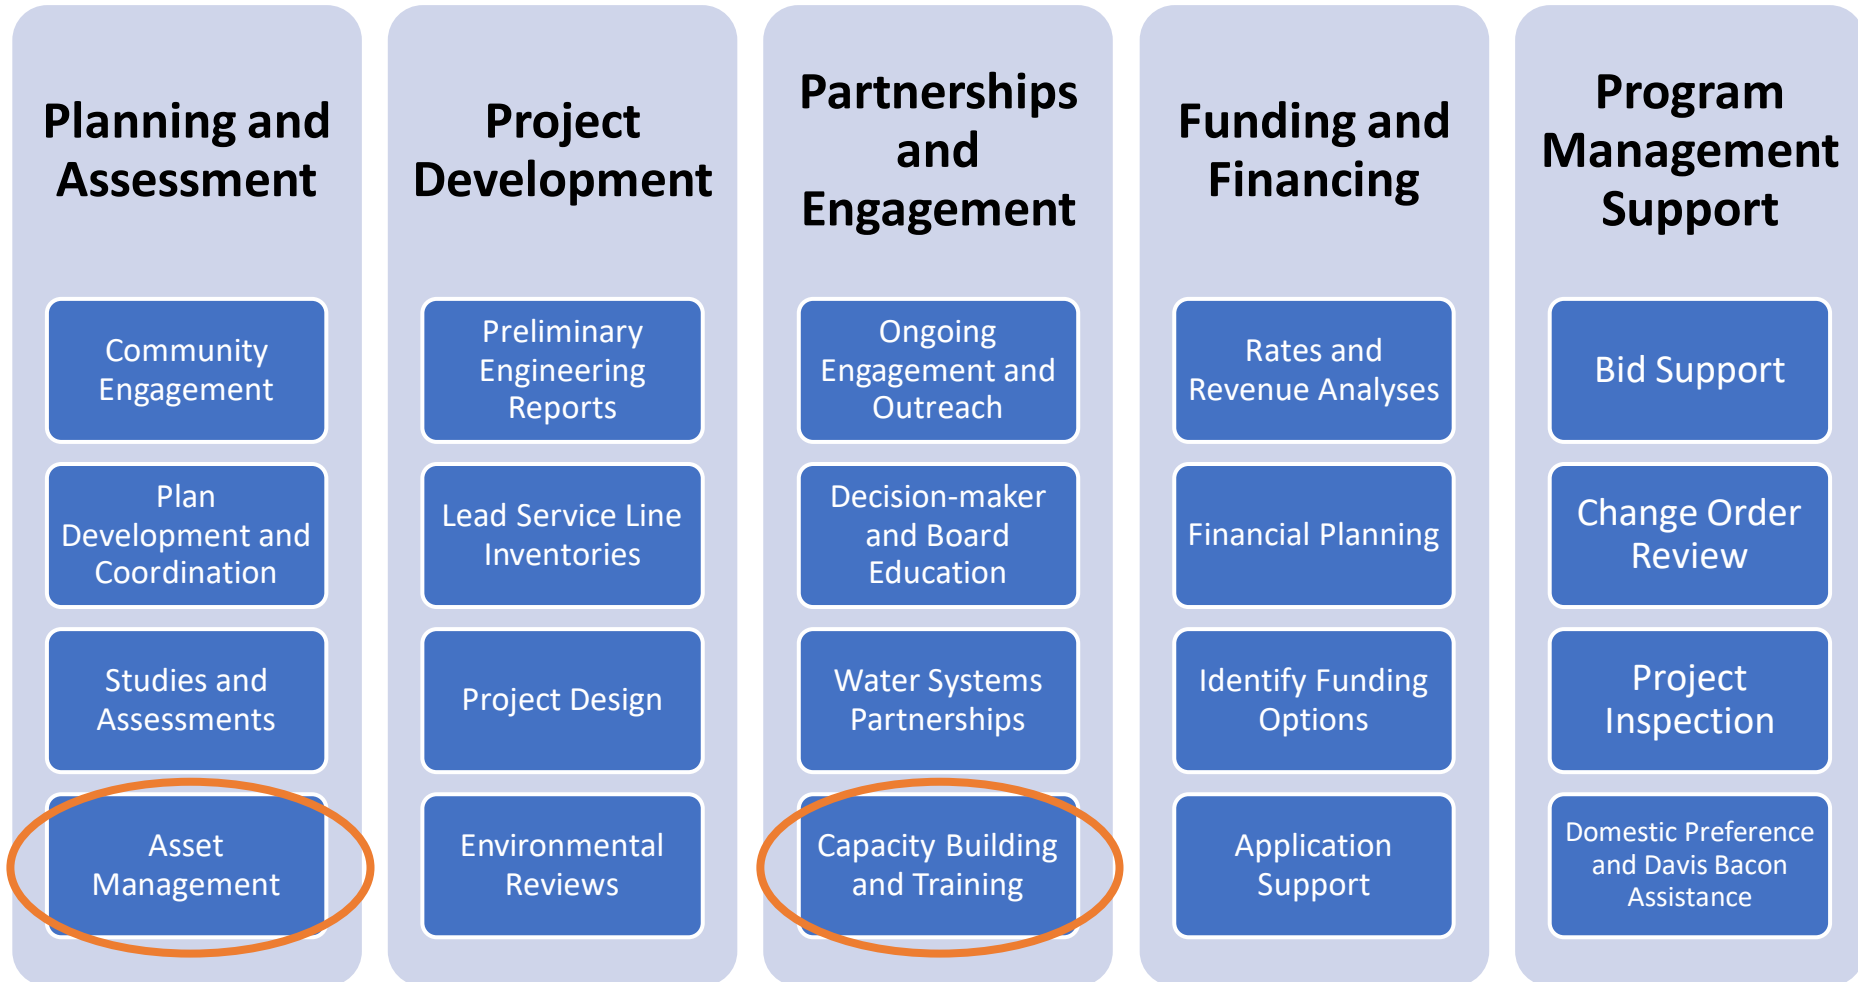 Planning and
Assessment
Community
Engagement
Plan
Development and
Coordination
Studies and
Assessments
Asset
Management
Project
Development
Preliminary
Engineering
Reports
Lead Service Line
Inventories
Project Design
Environmental
Reviews
Partnerships
and
Engagement
Ongoing
Engagement and
Outreach
Decision-maker
and Board
Education
Water Systems
Partnerships
Capacity Building
and Training
Funding and
Financing
Rates and
Revenue Analyses
Financial Planning
Identify Funding
Options
Application
Support
Program
Management
Support
Bid Support
Change Order
Review
Project
Inspection
Domestic Preference
and Davis Bacon
Assistance